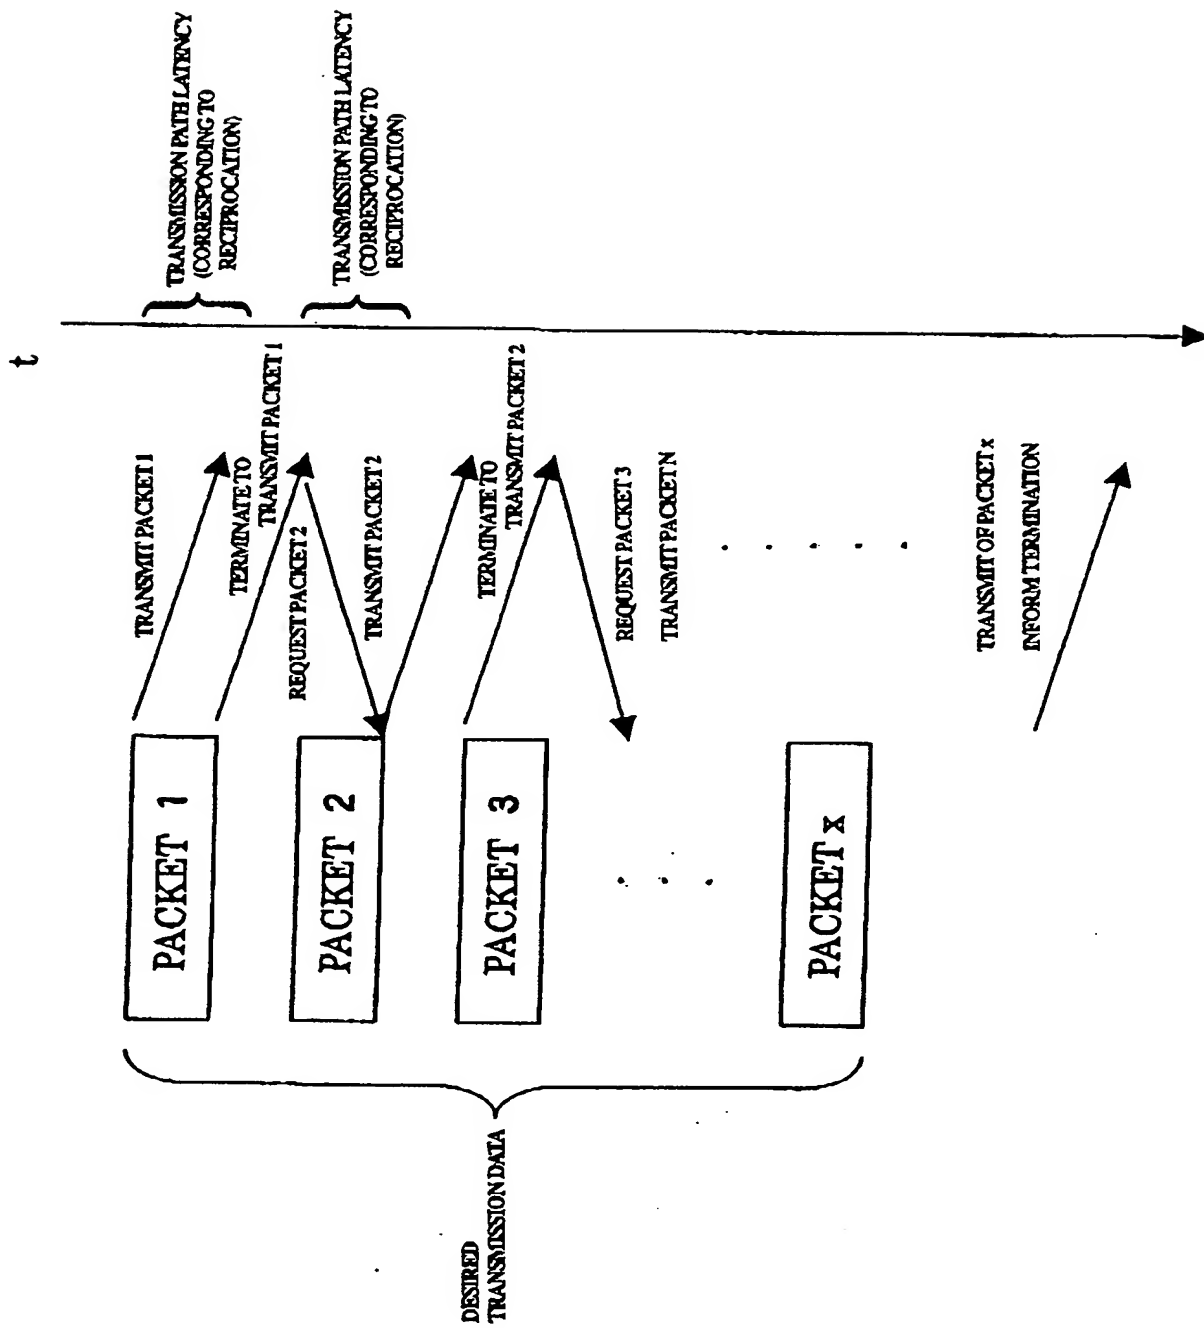 t
TRANSMISSION PATH LATENCY
(CORRESPONDING TO
RECIPROCATION)
TRANSMISSION PATH LATENCY
(CORRESPONDING TO
RECIPROCATION)
TRANSMIT PACKET 1
TERMINATE TO
TRANSMIT PACKET 1
REQUEST PACKET 2
TRANSMIT PACKET 2
TERMINATE TO
TRANSMIT PACKET 2
REQUEST PACKET 3
TRANSMIT PACKET N
TRANSMIT OF PACKET x
INFORM TERMINATION
PACKET 1
PACKET 2
PACKET 3
PACKET x
DESIRED
TRANSMISSION DATA